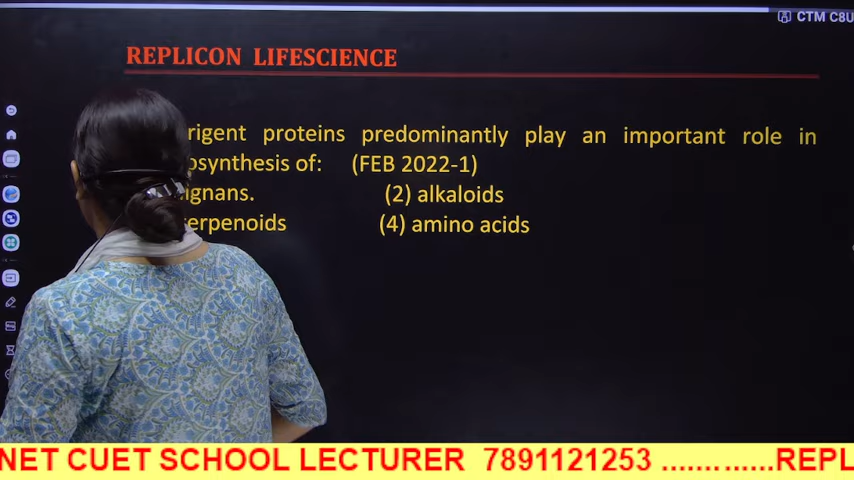 CTM C8U
REPLICON LIFESCIENCE
rigent proteins predominantly play an important role in
osynthesis of: (FEB 2022-1)
ignans. (2) alkaloids
erpenoids (4) amino acids
NET CUET SCHOOL LECTURER 7891121253 .............REPL